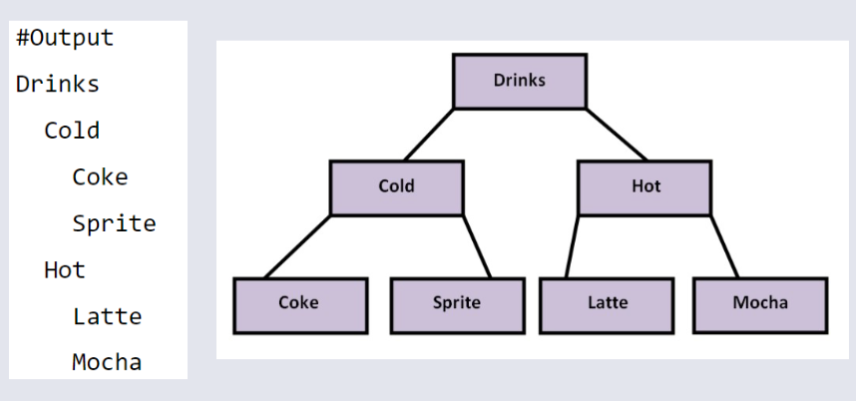 #Output
Drinks
Cold
Coke
Sprite
Hot
Latte
Mocha
Drinks
Cold Hot
Coke Sprite Latte Mocha